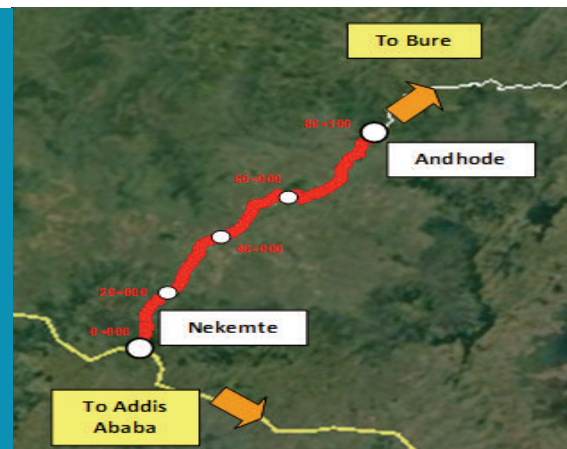 To Bure
86+100
Andhode
60+000
40+000
20+000
0+000
Nekemte
To Addis
Ababa